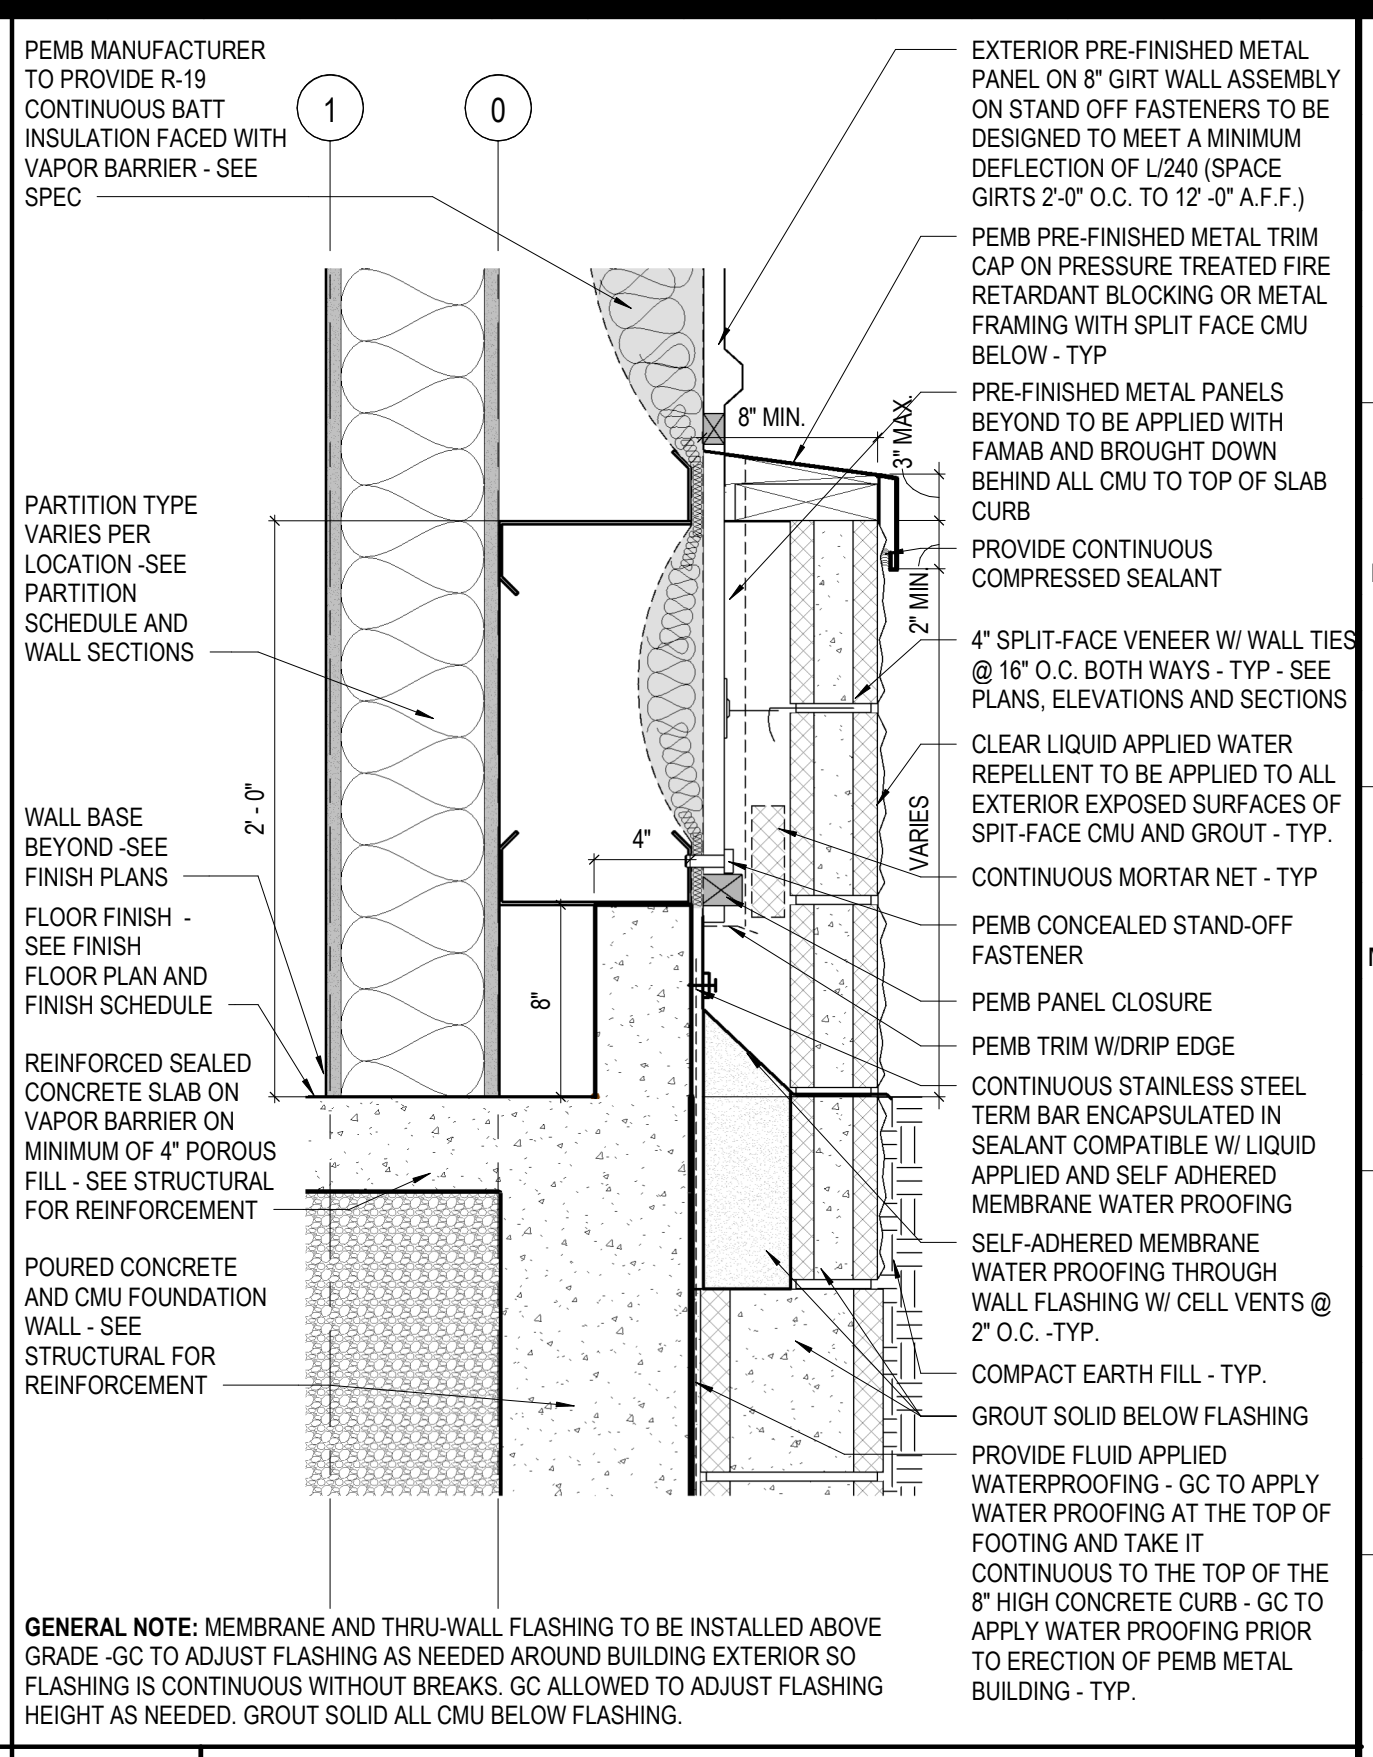 PEMB MANUFACTURER
TO PROVIDE R-19
CONTINUOUS BATT
INSULATION FACED WITH
VAPOR BARRIER - SEE
SPEC
1
0
PARTITION TYPE
VARIES PER
LOCATION -SEE
PARTITION
SCHEDULE AND
WALL SECTIONS
WALL BASE
BEYOND -SEE
FINISH PLANS
FLOOR FINISH -
SEE FINISH
FLOOR PLAN AND
FINISH SCHEDULE
REINFORCED SEALED
CONCRETE SLAB ON
VAPOR BARRIER ON
MINIMUM OF 4" POROUS
FILL - SEE STRUCTURAL
FOR REINFORCEMENT
POURED CONCRETE
AND CMU FOUNDATION
WALL - SEE
STRUCTURAL FOR
REINFORCEMENT
2' - 0"
8" MIN.
3" MAX.
2" MIN.
VARIES
4"
8"
EXTERIOR PRE-FINISHED METAL
PANEL ON 8" GIRT WALL ASSEMBLY
ON STAND OFF FASTENERS TO BE
DESIGNED TO MEET A MINIMUM
DEFLECTION OF L/240 (SPACE
GIRTS 2'-0" O.C. TO 12' -0" A.F.F.)
PEMB PRE-FINISHED METAL TRIM
CAP ON PRESSURE TREATED FIRE
RETARDANT BLOCKING OR METAL
FRAMING WITH SPLIT FACE CMU
BELOW - TYP
PRE-FINISHED METAL PANELS
BEYOND TO BE APPLIED WITH
FAMAB AND BROUGHT DOWN
BEHIND ALL CMU TO TOP OF SLAB
CURB
PROVIDE CONTINUOUS
COMPRESSED SEALANT
4" SPLIT-FACE VENEER W/ WALL TIES
@ 16" O.C. BOTH WAYS - TYP - SEE
PLANS, ELEVATIONS AND SECTIONS
CLEAR LIQUID APPLIED WATER
REPELLENT TO BE APPLIED TO ALL
EXTERIOR EXPOSED SURFACES OF
SPIT-FACE CMU AND GROUT - TYP.
CONTINUOUS MORTAR NET - TYP
PEMB CONCEALED STAND-OFF
FASTENER
PEMB PANEL CLOSURE
PEMB TRIM W/DRIP EDGE
CONTINUOUS STAINLESS STEEL
TERM BAR ENCAPSULATED IN
SEALANT COMPATIBLE W/ LIQUID
APPLIED AND SELF ADHERED
MEMBRANE WATER PROOFING
SELF-ADHERED MEMBRANE
WATER PROOFING THROUGH
WALL FLASHING W/ CELL VENTS @
2" O.C. -TYP.
COMPACT EARTH FILL - TYP.
GROUT SOLID BELOW FLASHING
PROVIDE FLUID APPLIED
WATERPROOFING - GC TO APPLY
WATER PROOFING AT THE TOP OF
FOOTING AND TAKE IT
CONTINUOUS TO THE TOP OF THE
8" HIGH CONCRETE CURB - GC TO
APPLY WATER PROOFING PRIOR
TO ERECTION OF PEMB METAL
BUILDING - TYP.
GENERAL NOTE: MEMBRANE AND THRU-WALL FLASHING TO BE INSTALLED ABOVE
GRADE -GC TO ADJUST FLASHING AS NEEDED AROUND BUILDING EXTERIOR SO
FLASHING IS CONTINUOUS WITHOUT BREAKS. GC ALLOWED TO ADJUST FLASHING
HEIGHT AS NEEDED. GROUT SOLID ALL CMU BELOW FLASHING.